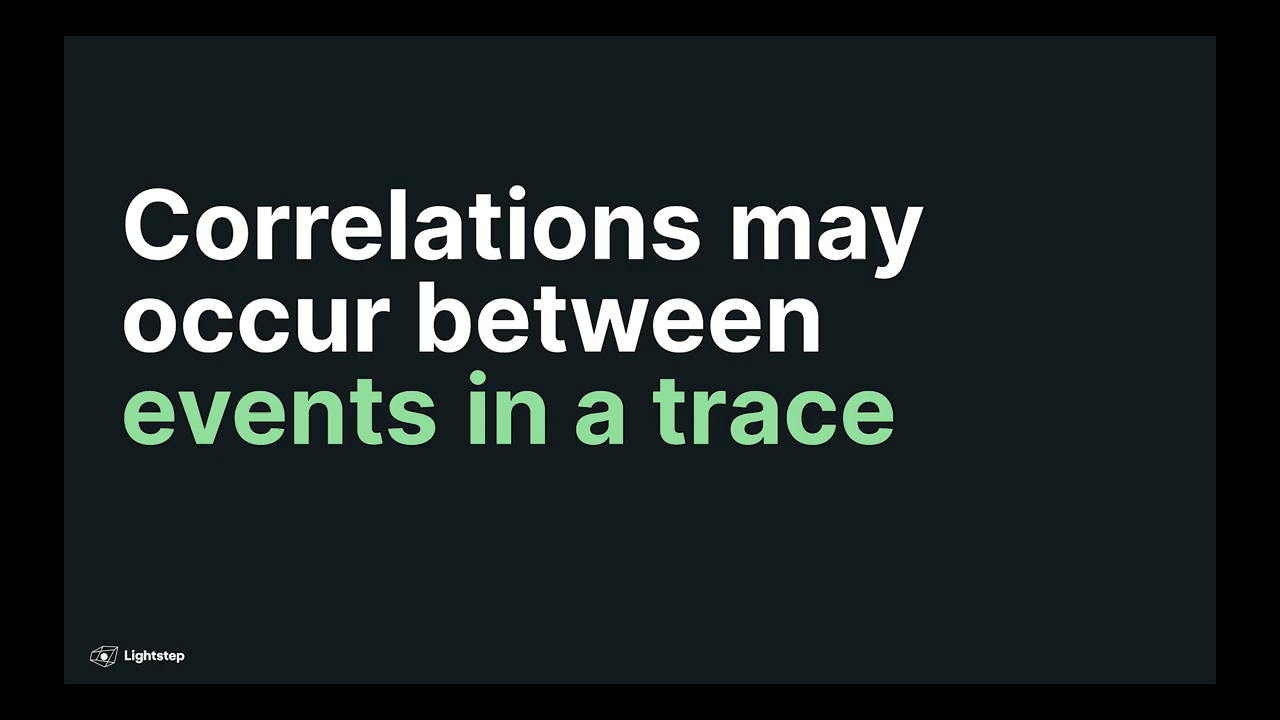 Correlations may
occur between
events in a trace
Lightstep